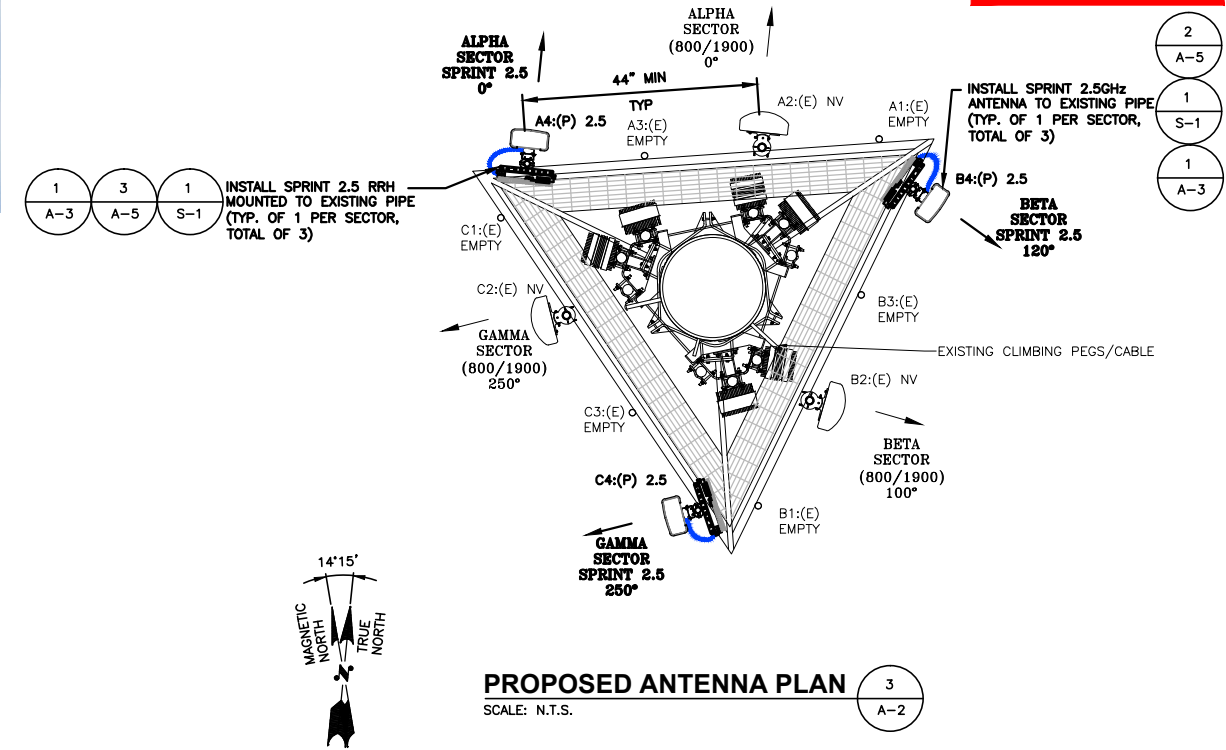 ALPHA
SECTOR
(800/1900)
0°
ALPHA
SECTOR
SPRINT 2.5
0°
44" MIN
TYP
A4:(P) 2.5
A3:(E)
EMPTY
A2:(E) NV
A1:(E)
EMPTY
INSTALL SPRINT 2.5GHz
ANTENNA TO EXISTING PIPE
(TYP. OF 1 PER SECTOR,
TOTAL OF 3)
2
A-5
1
S-1
1
A-3
1
A-3
3
A-5
1
S-1
INSTALL SPRINT 2.5 RRH
MOUNTED TO EXISTING PIPE
(TYP. OF 1 PER SECTOR,
TOTAL OF 3)
B4:(P) 2.5
BETA
SECTOR
SPRINT 2.5
120°
C1:(E)
EMPTY
C2:(E) NV
GAMMA
SECTOR
(800/1900)
250°
B3:(E)
EMPTY
EXISTING CLIMBING PEGS/CABLE
B2:(E) NV
BETA
SECTOR
(800/1900)
100°
C3:(E)
EMPTY
C4:(P) 2.5
B1:(E)
EMPTY
GAMMA
SECTOR
SPRINT 2.5
250°
14°15'
MAGNETIC
NORTH
TRUE
NORTH
N
PROPOSED ANTENNA PLAN
SCALE: N.T.S.
3
A-2